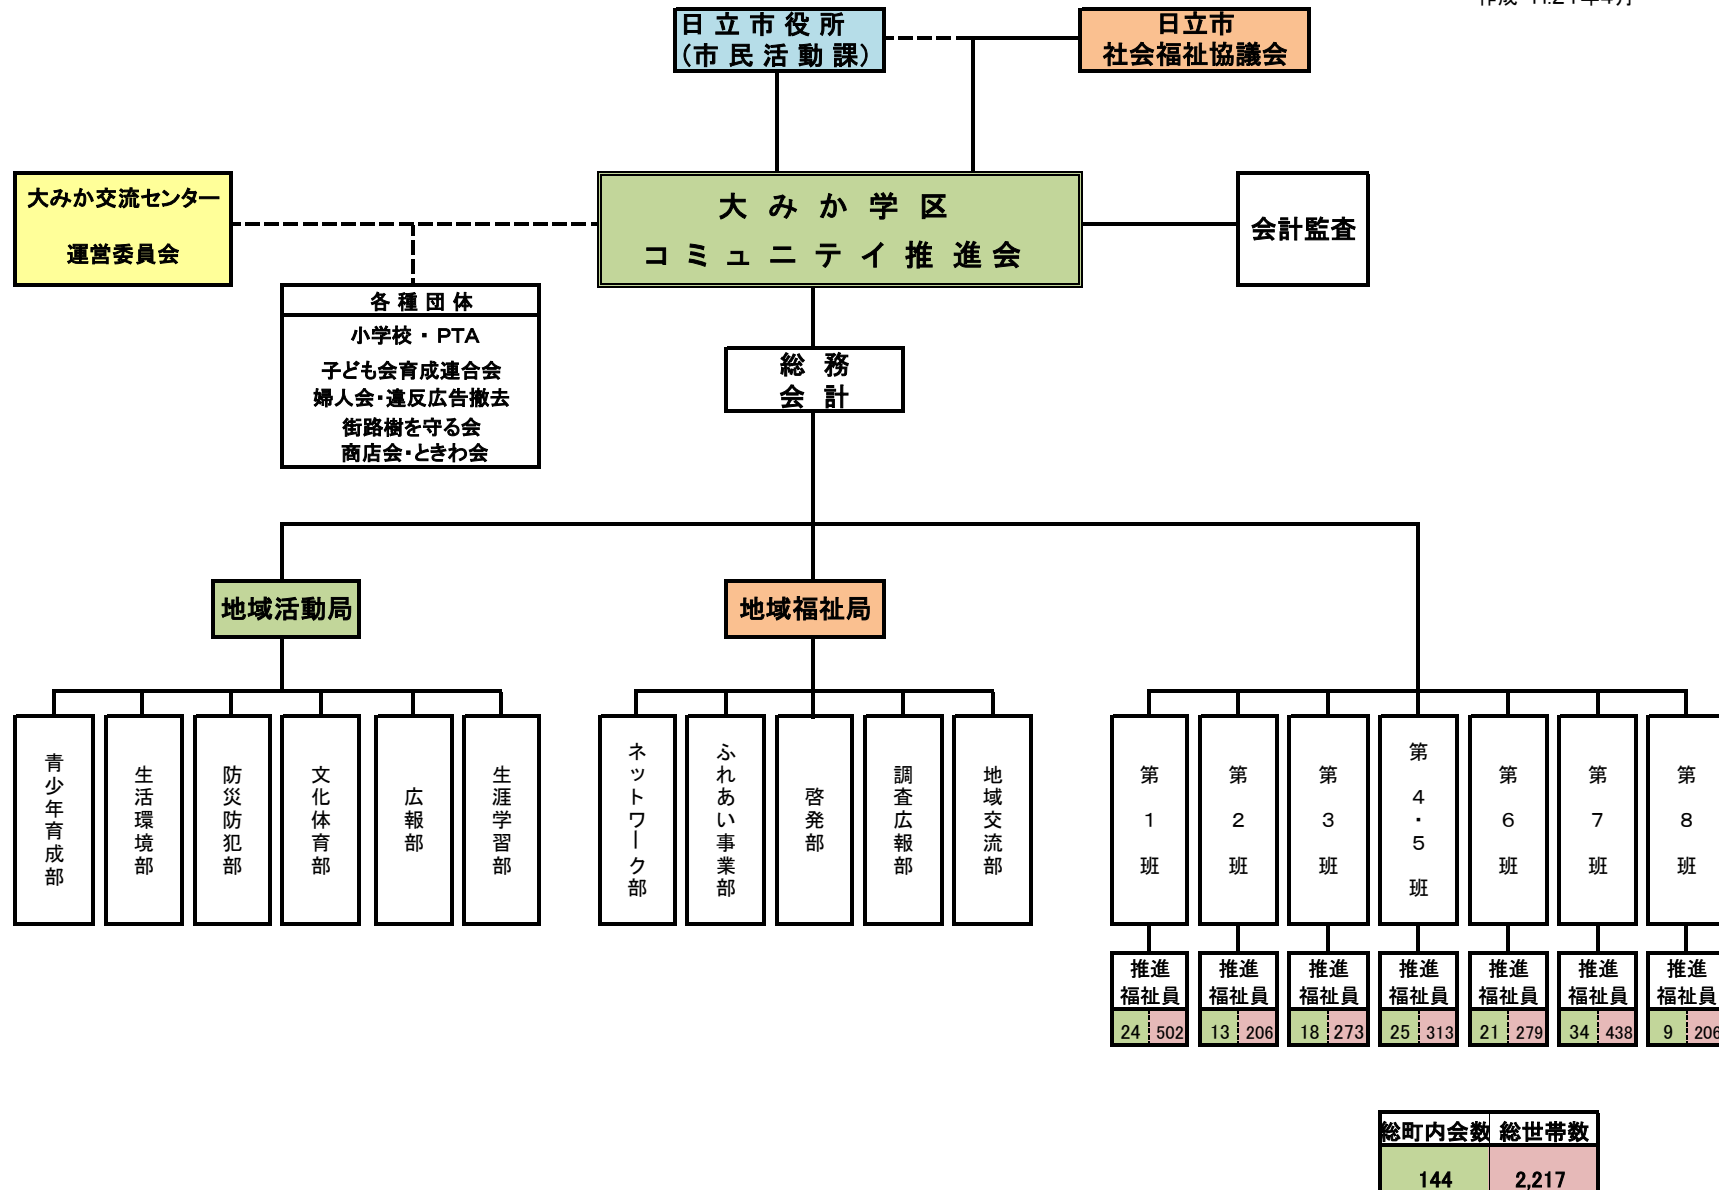 作成 H.21年4月
日立市役所
(市民活動課)
日立市
社会福祉協議会
大みか交流センター
運営委員会
大みか学区
コミュニテイ推進会
会計監査
各種団体
小学校・PTA
子ども会育成連合会
婦人会・違反広告撤去
街路樹を守る会
商店会・ときわ会
総務
会計
地域活動局
地域福祉局
青少年育成部
生活環境部
防災防犯部
文化体育部
広報部
生涯学習部
ネットワーク部
ふれあい事業部
啓発部
調査広報部
地域交流部
第1班
第2班
第3班
第4・5班
第6班
第7班
第8班
推進
福祉員
24 502
推進
福祉員
13 206
推進
福祉員
18 273
推進
福祉員
25 313
推進
福祉員
21 279
推進
福祉員
34 438
推進
福祉員
9 206
総町内会数 総世帯数
144 2,217